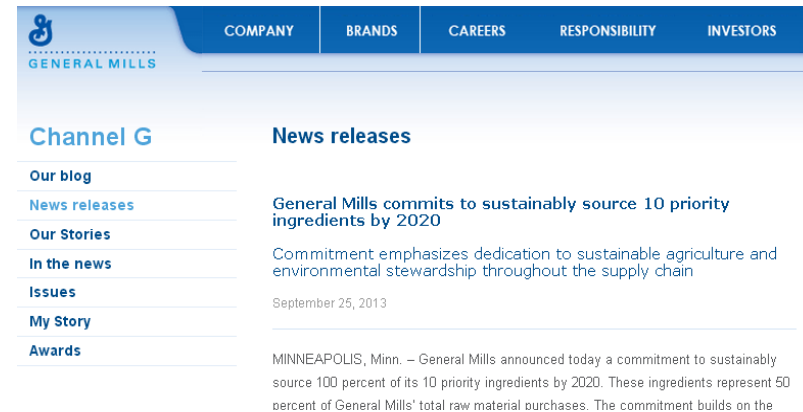 COMPANY BRANDS CAREERS RESPONSIBILITY INVESTORS
GENERAL MILLS
Channel G
Our blog
News releases
Our Stories
In the news
Issues
My Story
Awards
News releases
General Mills commits to sustainably source 10 priority
ingredients by 2020
Commitment emphasizes dedication to sustainable agriculture and
environmental stewardship throughout the supply chain
September 25, 2013
MINNEAPOLIS, Minn. – General Mills announced today a commitment to sustainably
source 100 percent of its 10 priority ingredients by 2020. These ingredients represent 50
percent of General Mills' total raw material purchases. The commitment builds on the